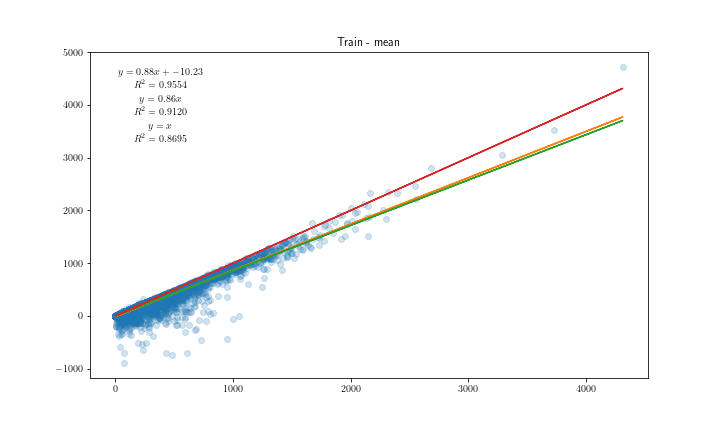 Train - mean
y = 0.88x + −10.23
R² = 0.9554
y = 0.86x
R² = 0.9120
y = x
R² = 0.8695
5000
4000
3000
2000
1000
0
−1000
0 1000 2000 3000 4000